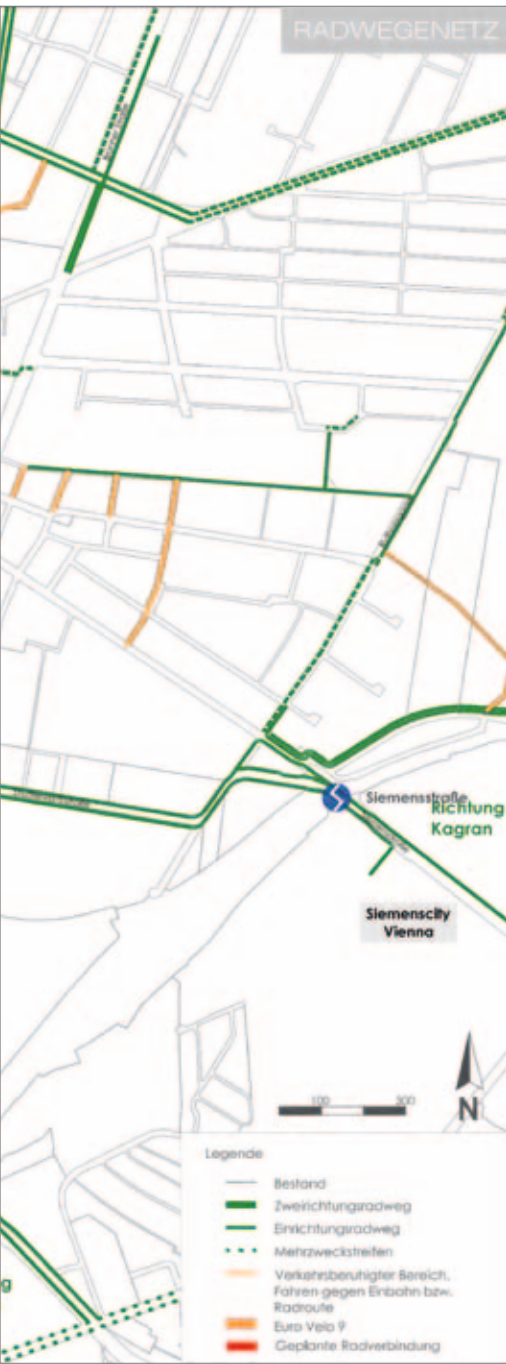 RADWEGENETZ
Siemensstraße
Richtung
Kagran
Siemenscity
Vienna
100
300
N
Legende
Bestand
Zweirichtungsradweg
Einrichtungsradweg
Mehrzweckstreifen
Verkehrsberuhigter Bereich,
Fahren gegen Einbahn bzw.
Radroute
Euro Velo 9
Geplante Radverbindung
g